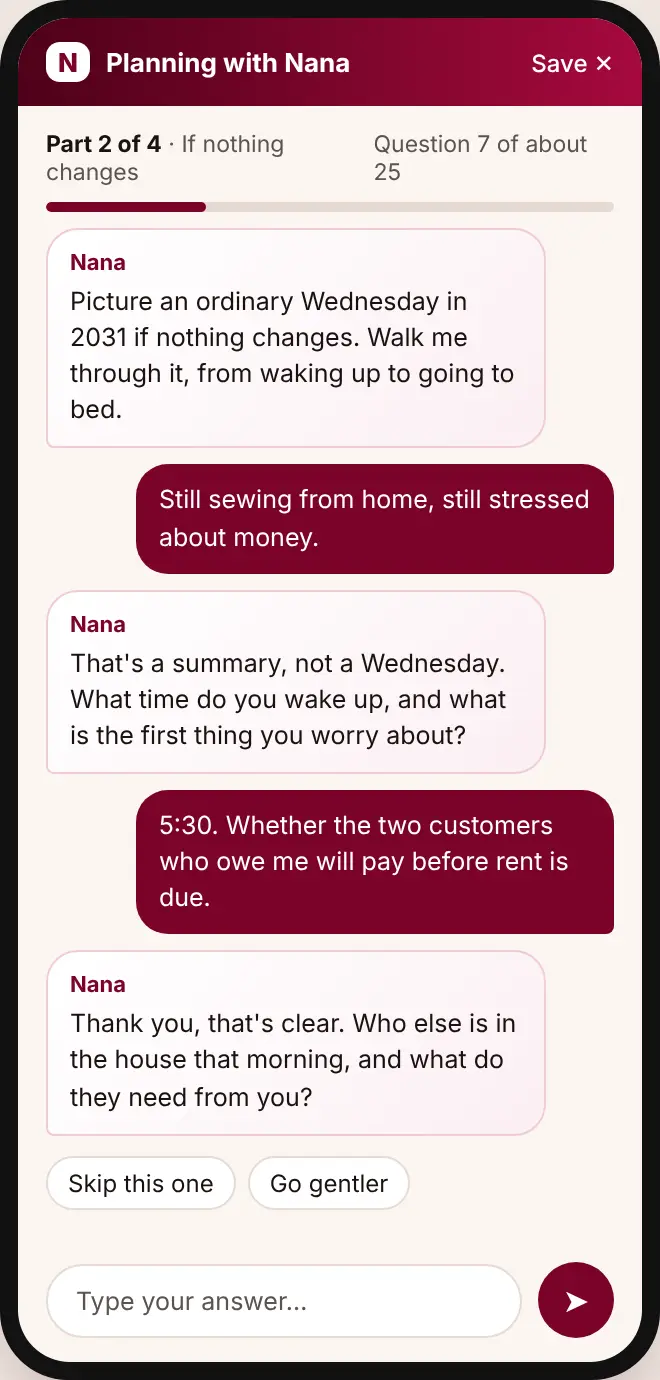 N Planning with Nana Save ✕
Part 2 of 4 · If nothing
changes
Question 7 of about
25
Nana
Picture an ordinary Wednesday in
2031 if nothing changes. Walk me
through it, from waking up to going to
bed.
Still sewing from home, still stressed
about money.
Nana
That's a summary, not a Wednesday.
What time do you wake up, and what
is the first thing you worry about?
5:30. Whether the two customers
who owe me will pay before rent is
due.
Nana
Thank you, that's clear. Who else is in
the house that morning, and what do
they need from you?
Skip this one Go gentler
Type your answer...